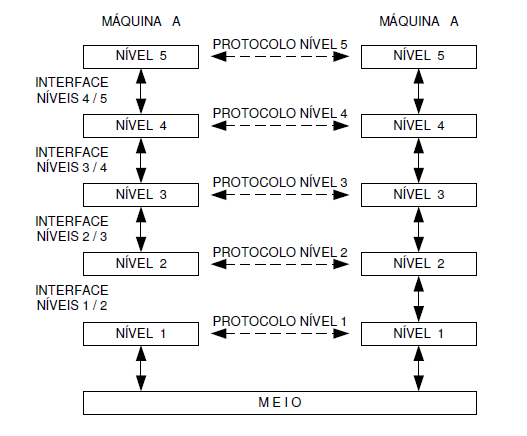 MÁQUINA A
MÁQUINA A
PROTOCOLO NÍVEL 5
NÍVEL 5
NÍVEL 5
INTERFACE
NÍVEIS 4 / 5
PROTOCOLO NÍVEL 4
NÍVEL 4
NÍVEL 4
INTERFACE
NÍVEIS 3 / 4
PROTOCOLO NÍVEL 3
NÍVEL 3
NÍVEL 3
INTERFACE
NÍVEIS 2 / 3
PROTOCOLO NÍVEL 2
NÍVEL 2
NÍVEL 2
INTERFACE
NÍVEIS 1 / 2
PROTOCOLO NÍVEL 1
NÍVEL 1
NÍVEL 1
M E I O